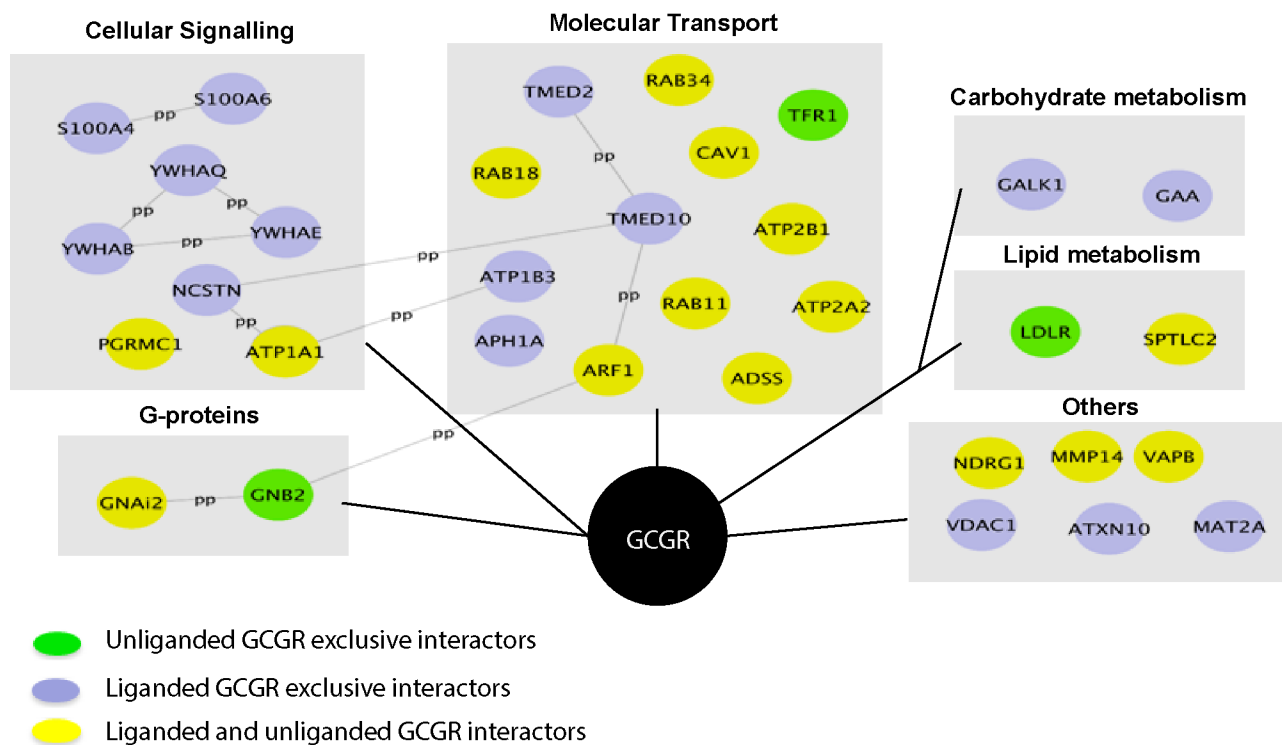 Cellular Signalling
S100A6
S100A4
pp
YWHAQ
pp
pp
YWHAB
pp
YWHAE
NCSTN
pp
PGRMC1
ATP1A1
pp
pp
Molecular Transport
TMED2
RAB34
TFR1
pp
CAV1
RAB18
TMED10
ATP2B1
ATP1B3
pp
RAB11
ATP2A2
APH1A
ARF1
ADSS
Carbohydrate metabolism
GALK1
GAA
Lipid metabolism
LDLR
SPTLC2
G-proteins
pp
GNAi2
pp
GNB2
GCGR
Others
NDRG1
MMP14
VAPB
VDAC1
ATXN10
MAT2A
Unliganded GCGR exclusive interactors
Liganded GCGR exclusive interactors
Liganded and unliganded GCGR interactors